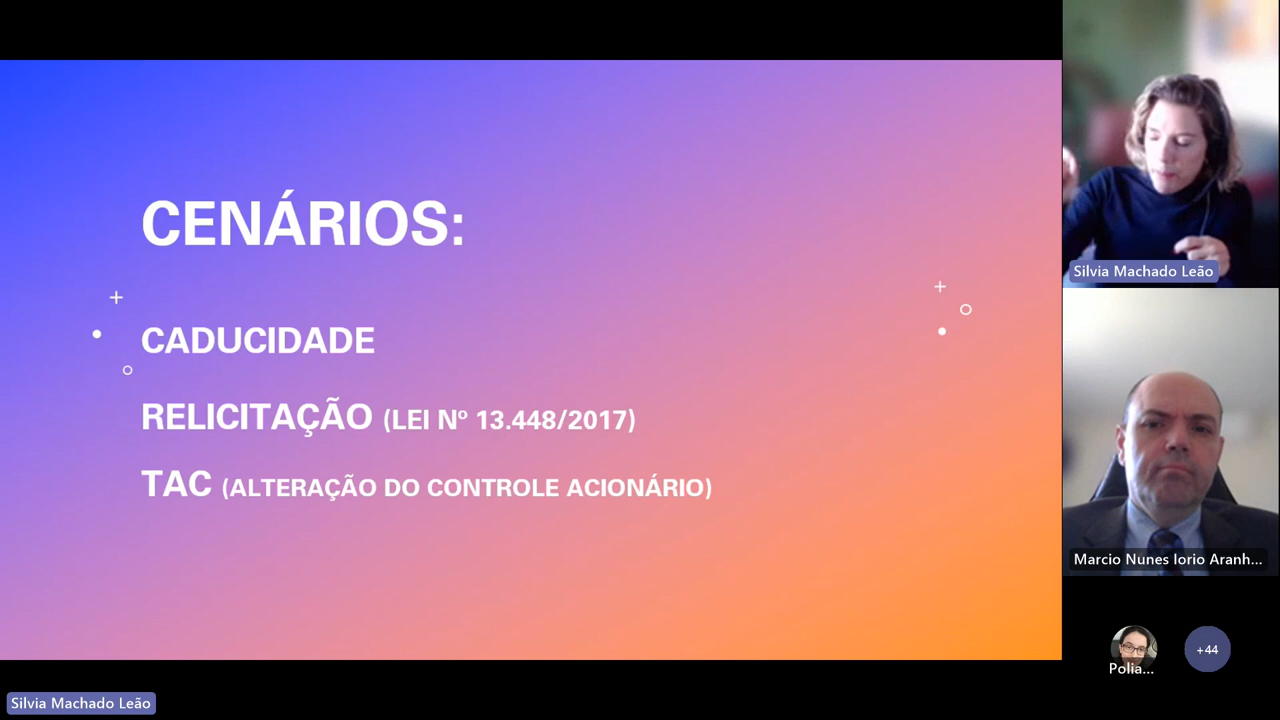 CENÁRIOS:
CADUCIDADE
RELICITAÇÃO (LEI Nº 13.448/2017)
TAC (ALTERAÇÃO DO CONTROLE ACIONÁRIO)
Silvia Machado Leão
Marcio Nunes Iorio Aranh...
Polia...
+44
Silvia Machado Leão